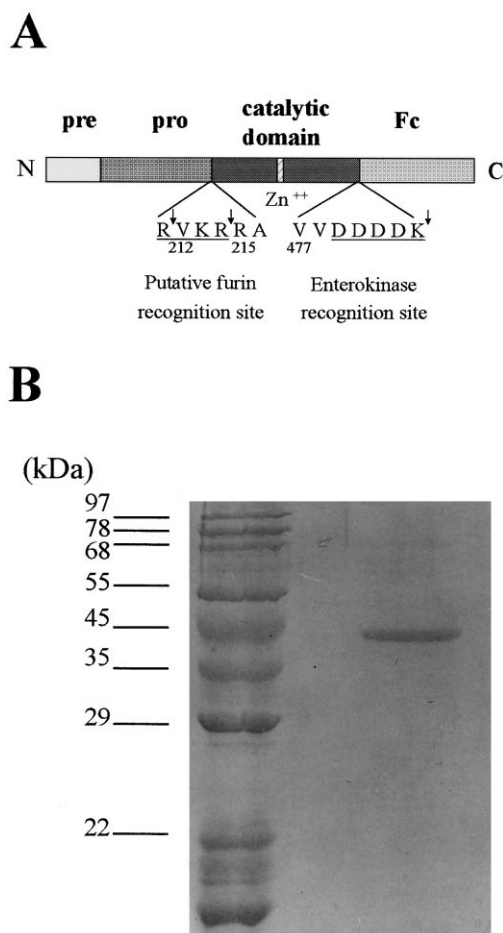 A
pre pro catalytic domain Fc
N C
Zn ++
R V K R R A V V D D D D K
212 215 477
Putative furin recognition site
Enterokinase recognition site
B
(kDa)
97
78
68
55
45
35
29
22